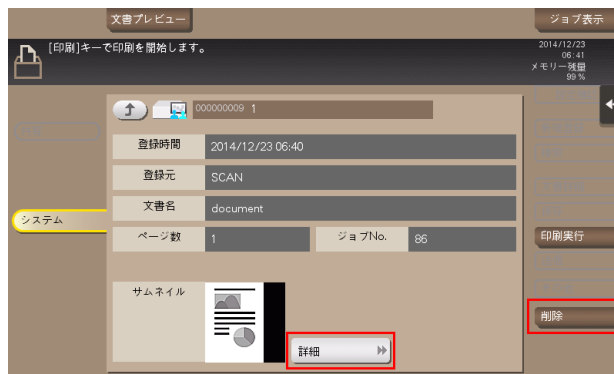 文書プレビュー
ジョブ表示
[印刷]キーで印刷を開始します。
2014/12/23
06:41
メモリー残量
99%
000000009 1
登録時間
2014/12/23 06:40
登録元
SCAN
文書名
document
システム
ページ数
1
ジョブNo.
86
印刷実行
サムネイル
削除
詳細